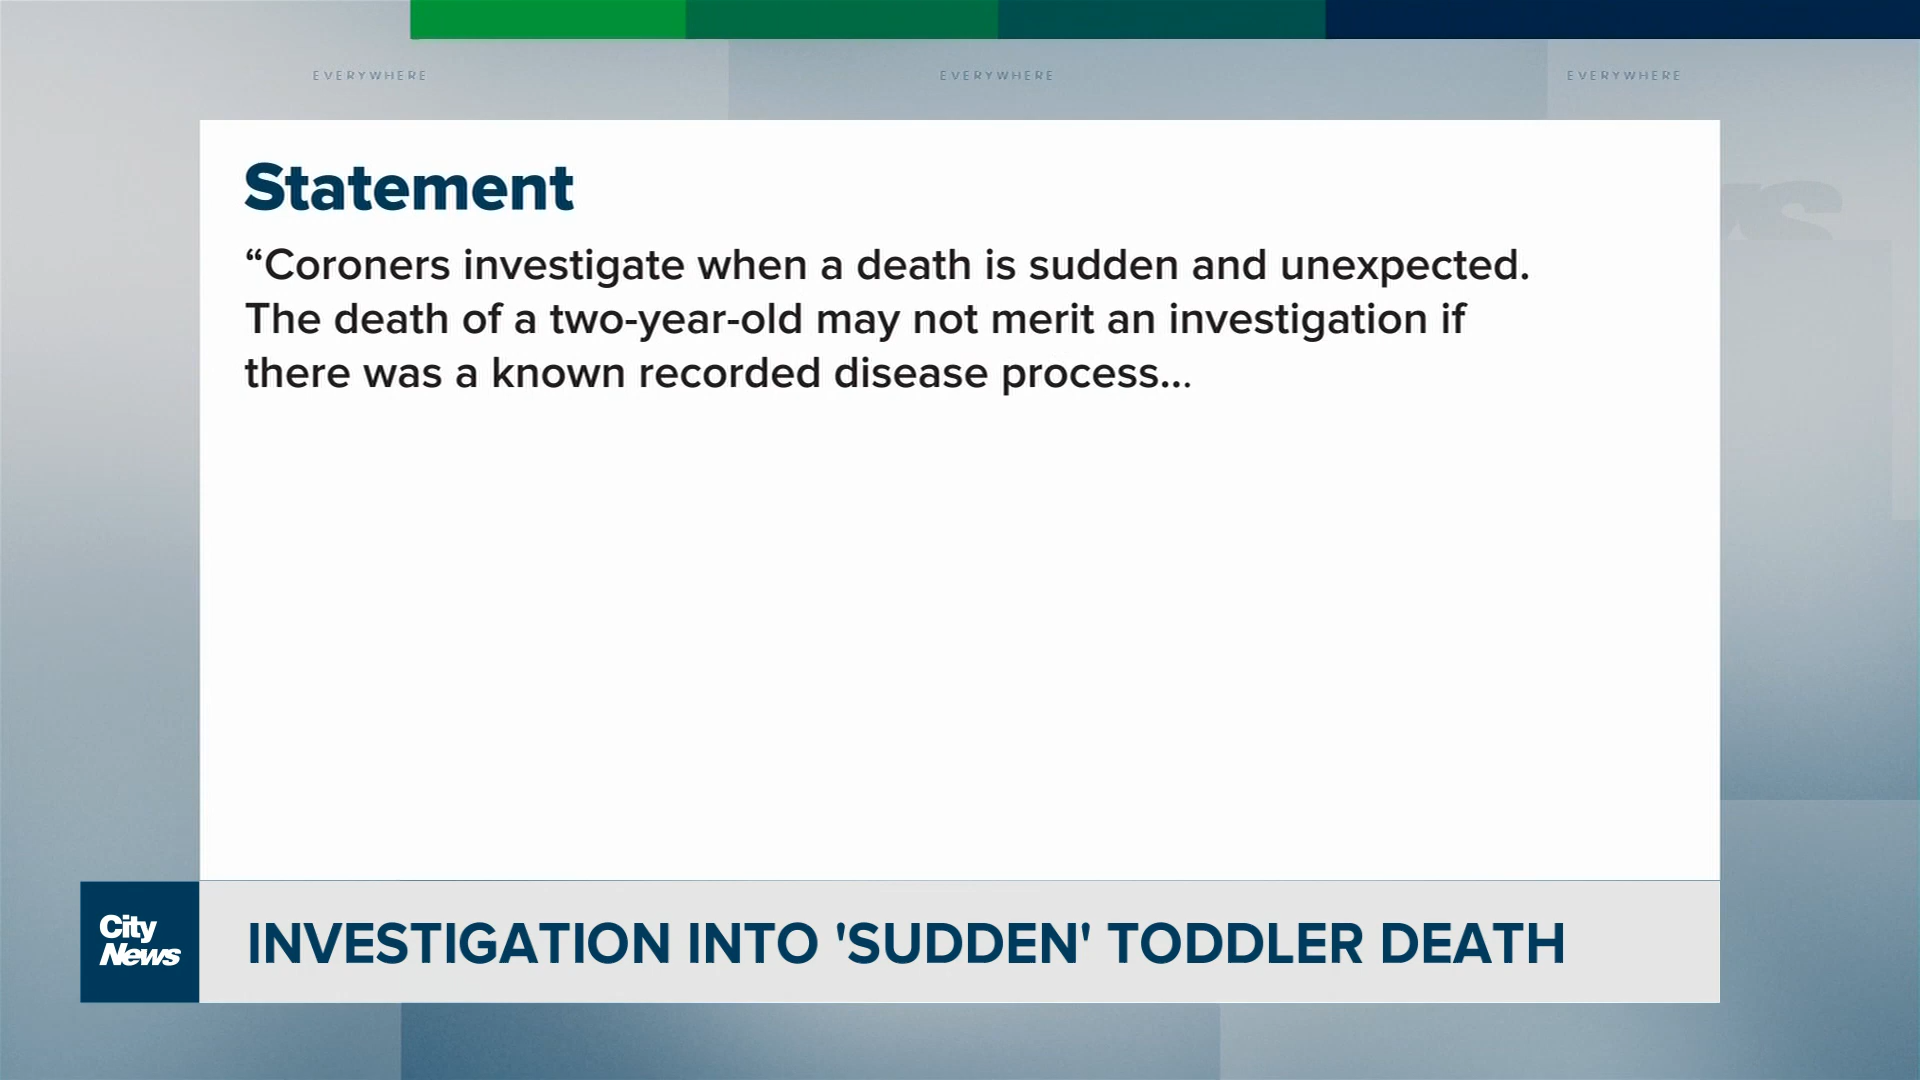 EVERYWHERE EVERYWHERE EVERYWHERE
Statement
“Coroners investigate when a death is sudden and unexpected.
The death of a two-year-old may not merit an investigation if
there was a known recorded disease process...
City
News
INVESTIGATION INTO 'SUDDEN' TODDLER DEATH